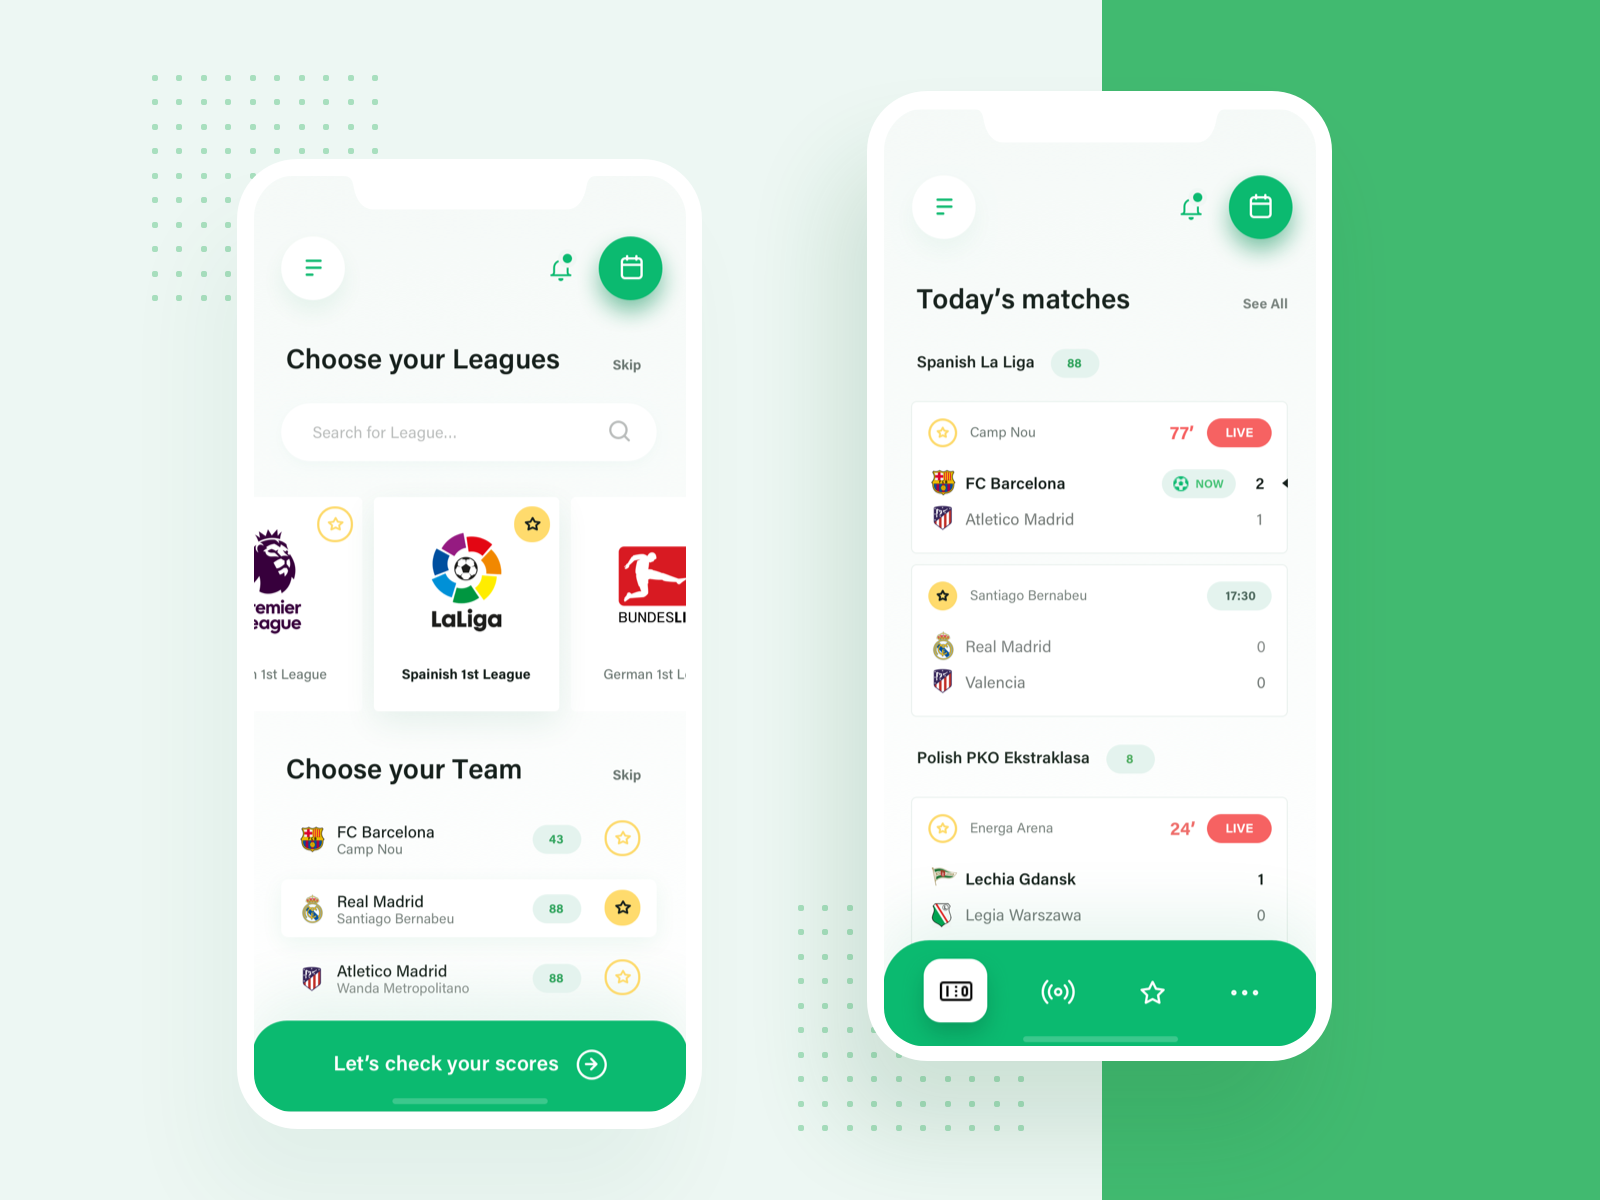 Choose your Leagues
Skip
Search for League...
emier
eague
LaLiga
BUNDESLI
1st League
Spainish 1st League
German 1st L
Choose your Team
Skip
FC Barcelona
Camp Nou
43
Real Madrid
Santiago Bernabeu
88
Atletico Madrid
Wanda Metropolitano
88
Let's check your scores
Today's matches
See All
Spanish La Liga
88
Camp Nou
77'
LIVE
FC Barcelona
NOW
2
Atletico Madrid
1
Santiago Bernabeu
17:30
Real Madrid
0
Valencia
0
Polish PKO Ekstraklasa
8
Energa Arena
24'
LIVE
Lechia Gdansk
1
Legia Warszawa
0